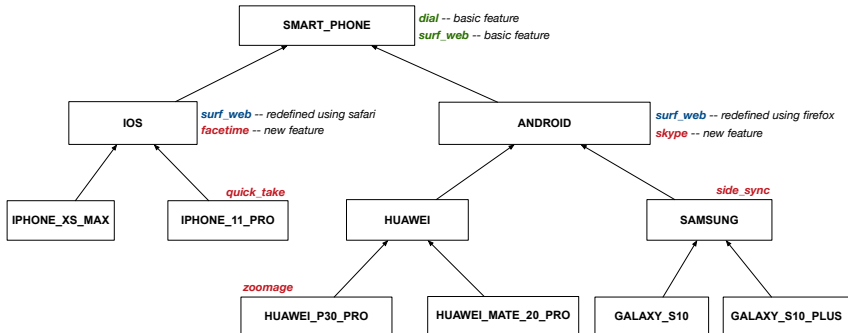 SMART_PHONE
dial -- basic feature
surf_web -- basic feature
IOS
surf_web -- redefined using safari
facetime -- new feature
ANDROID
surf_web -- redefined using firefox
skype -- new feature
quick_take
side_sync
IPHONE_XS_MAX
IPHONE_11_PRO
HUAWEI
SAMSUNG
zoomage
HUAWEI_P30_PRO
HUAWEI_MATE_20_PRO
GALAXY_S10
GALAXY_S10_PLUS